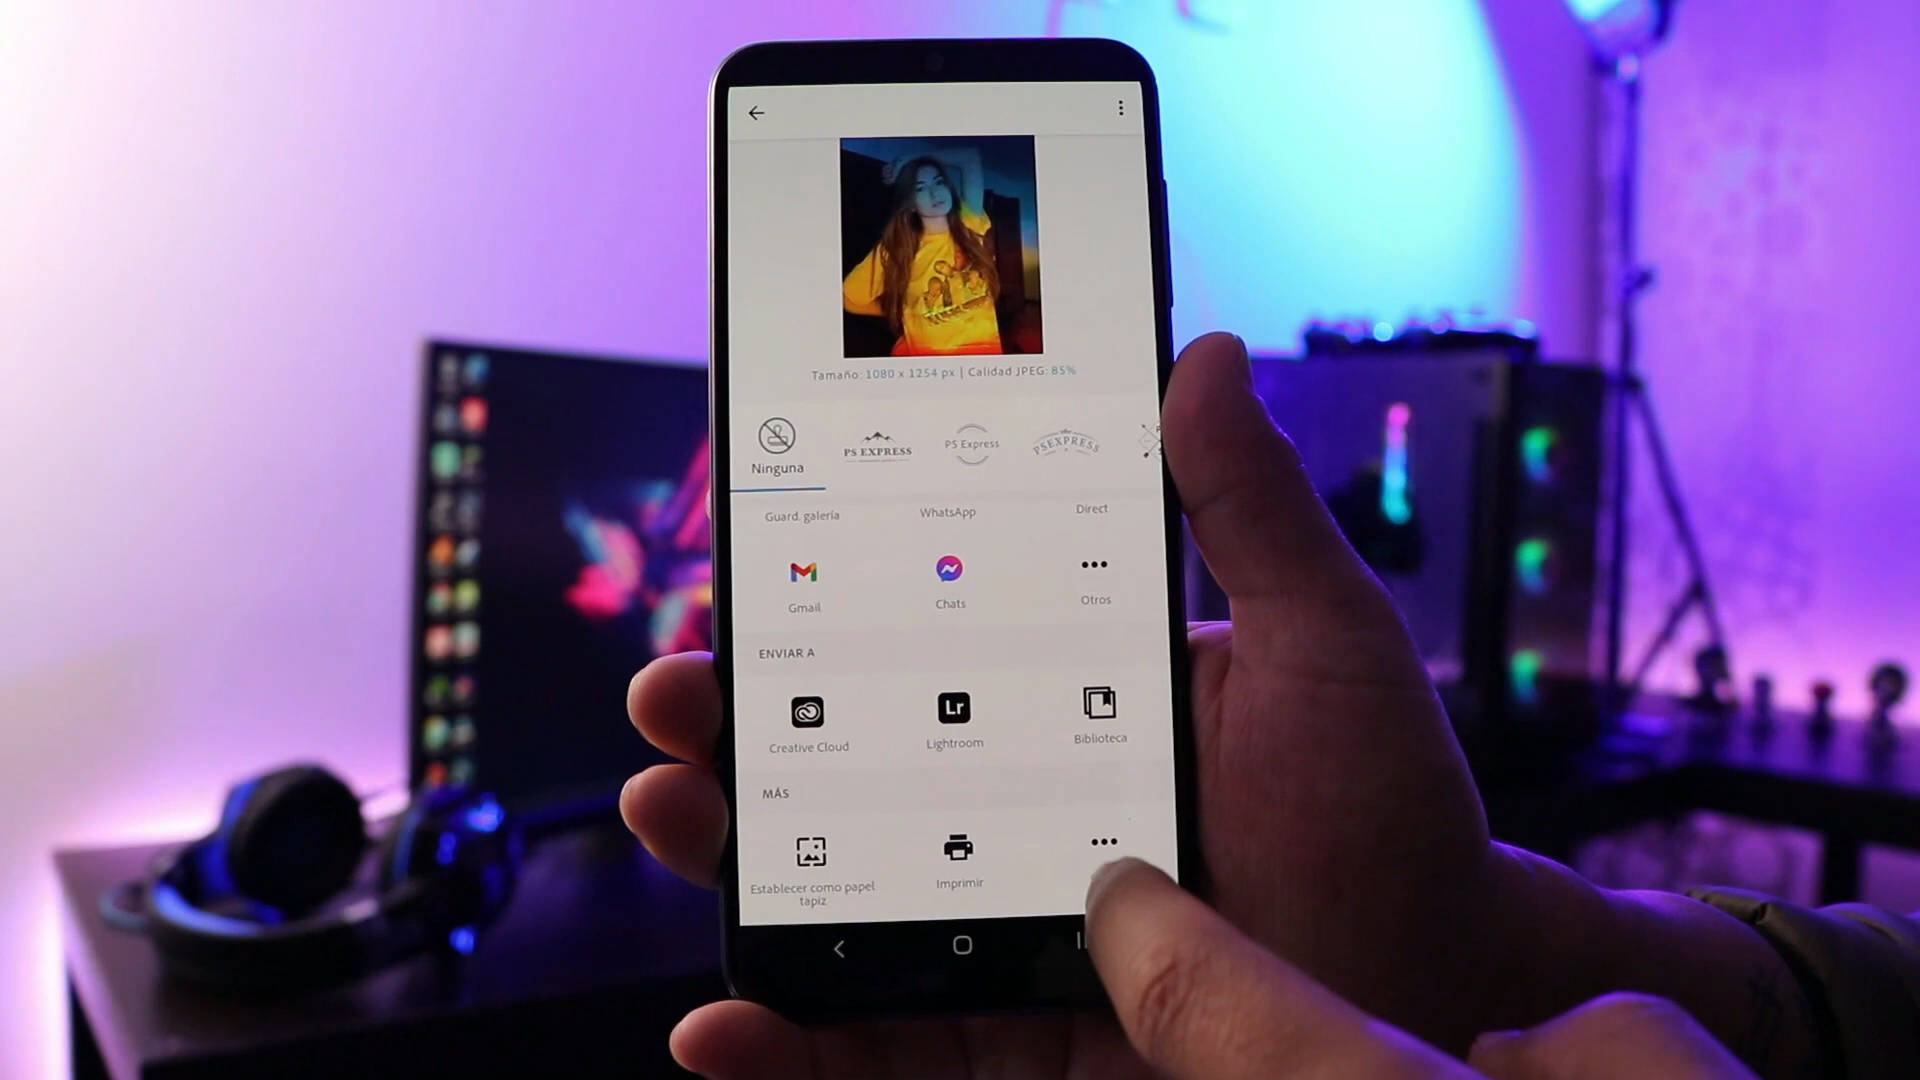 Tamaño: 1080 x 1254 px | Calidad JPEG: 85%
PS EXPRESS
PS Express
PSEXPRESS
Ninguna
Guard. galería
WhatsApp
Direct
Gmail
Chats
Otros
ENVIAR A
Lr
Creative Cloud
Lightroom
Biblioteca
MÁS
Establecer como papel
tapiz
Imprimir